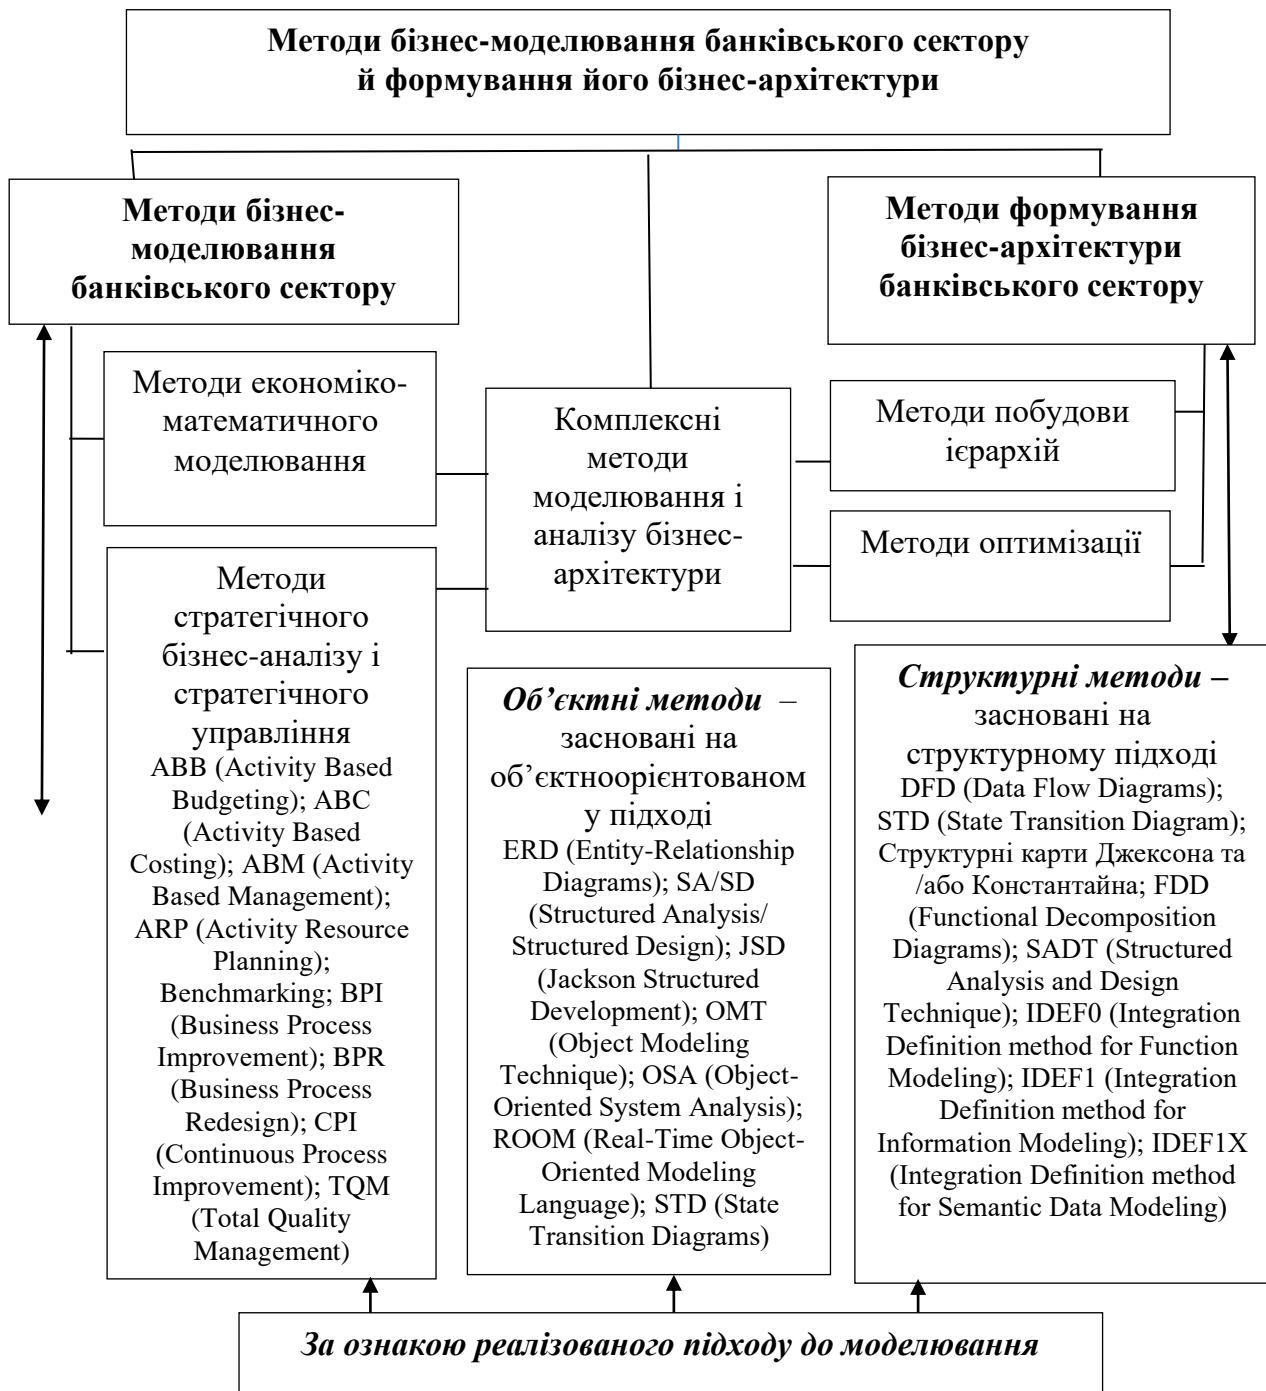 Методи бізнес-моделювання банківського сектору
й формування його бізнес-архітектури
Методи бізнес-
моделювання
банківського сектору
Методи формування
бізнес-архітектури
банківського сектору
Методи економіко-
математичного
моделювання
Комплексні
методи
моделювання і
аналізу бізнес-
архітектури
Методи побудови
ієрархій
Методи оптимізації
Методи
стратегічного
бізнес-аналізу і
стратегічного
управління
ABB (Activity Based
Budgeting); ABC
(Activity Based
Costing); ABM (Activity
Based Management);
ARP (Activity Resource
Planning);
Benchmarking; BPI
(Business Process
Improvement); BPR
(Business Process
Redesign); CPI
(Continuous Process
Improvement); TQM
(Total Quality
Management)
Об’єктні методи –
засновані на
об’єктноорієнтованом
у підході
ERD (Entity-Relationship
Diagrams); SA/SD
(Structured Analysis/
Structured Design); JSD
(Jackson Structured
Development); OMT
(Object Modeling
Technique); OSA (Object-
Oriented System Analysis);
ROOM (Real-Time Object-
Oriented Modeling
Language); STD (State
Transition Diagrams)
Структурні методи –
засновані на
структурному підході
DFD (Data Flow Diagrams);
STD (State Transition Diagram);
Структурні карти Джексона та
/або Константайна; FDD
(Functional Decomposition
Diagrams); SADT (Structured
Analysis and Design
Technique); IDEF0 (Integration
Definition method for Function
Modeling); IDEF1 (Integration
Definition method for
Information Modeling); IDEF1X
(Integration Definition method
for Semantic Data Modeling)
За ознакою реалізованого підходу до моделювання